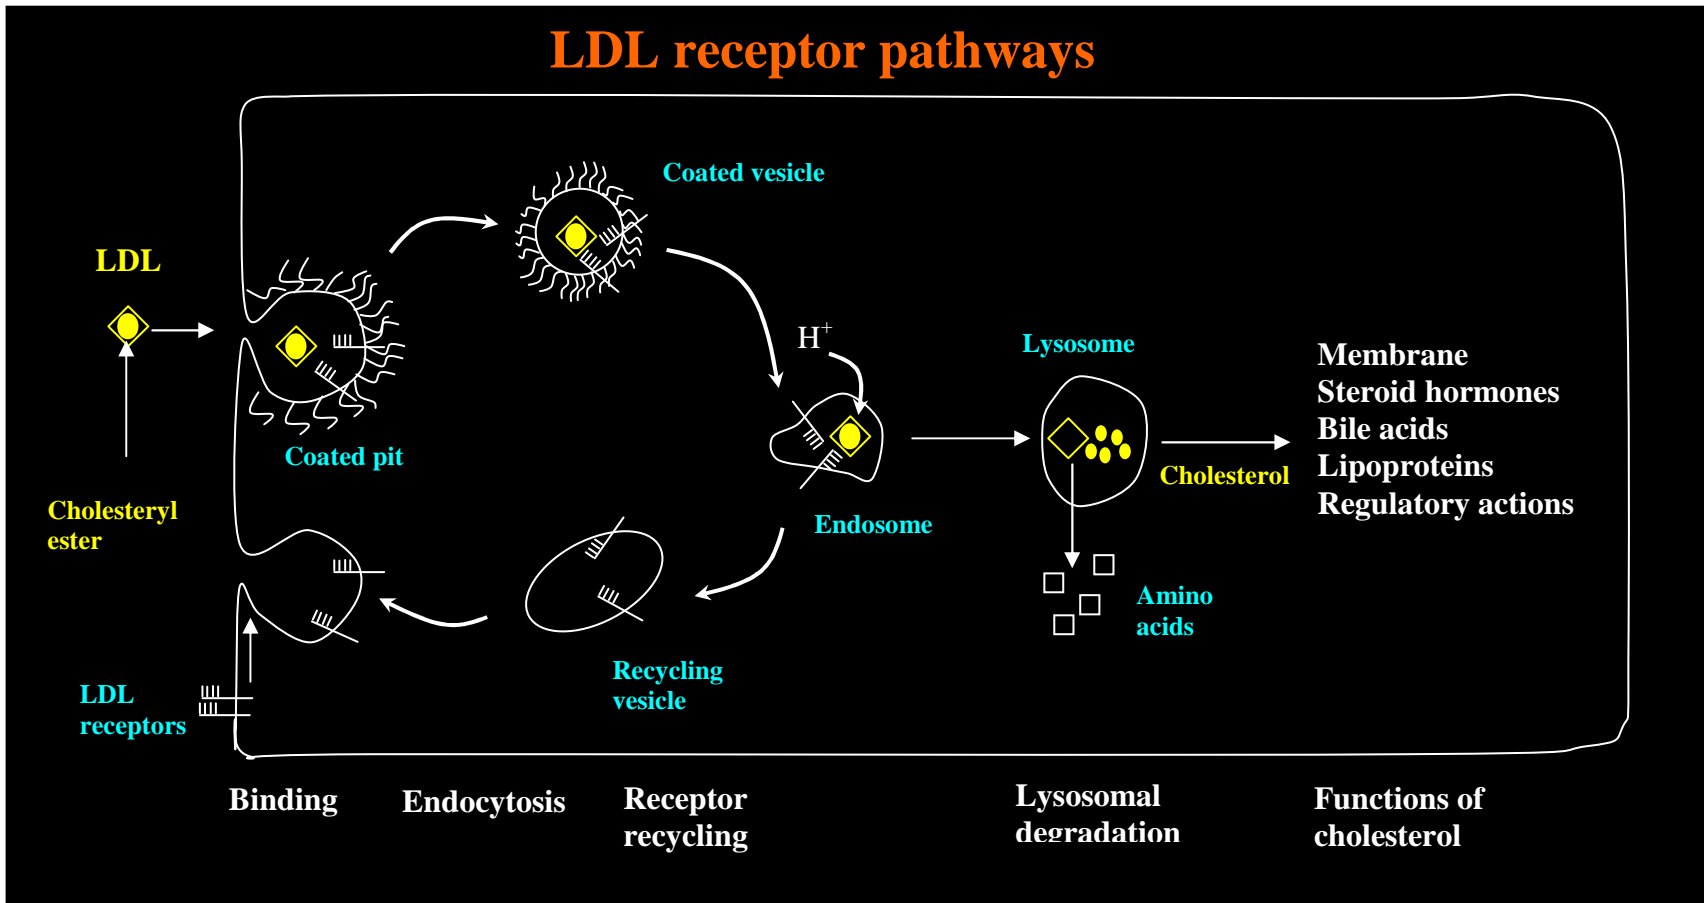 LDL receptor pathways
Coated vesicle
LDL
H+
Lysosome
Membrane
Steroid hormones
Bile acids
Lipoproteins
Regulatory actions
Coated pit
Cholesterol
Cholesteryl
ester
Endosome
Amino
acids
Recycling
vesicle
LDL
receptors
Binding
Endocytosis
Receptor
recycling
Lysosomal
degradation
Functions of
cholesterol